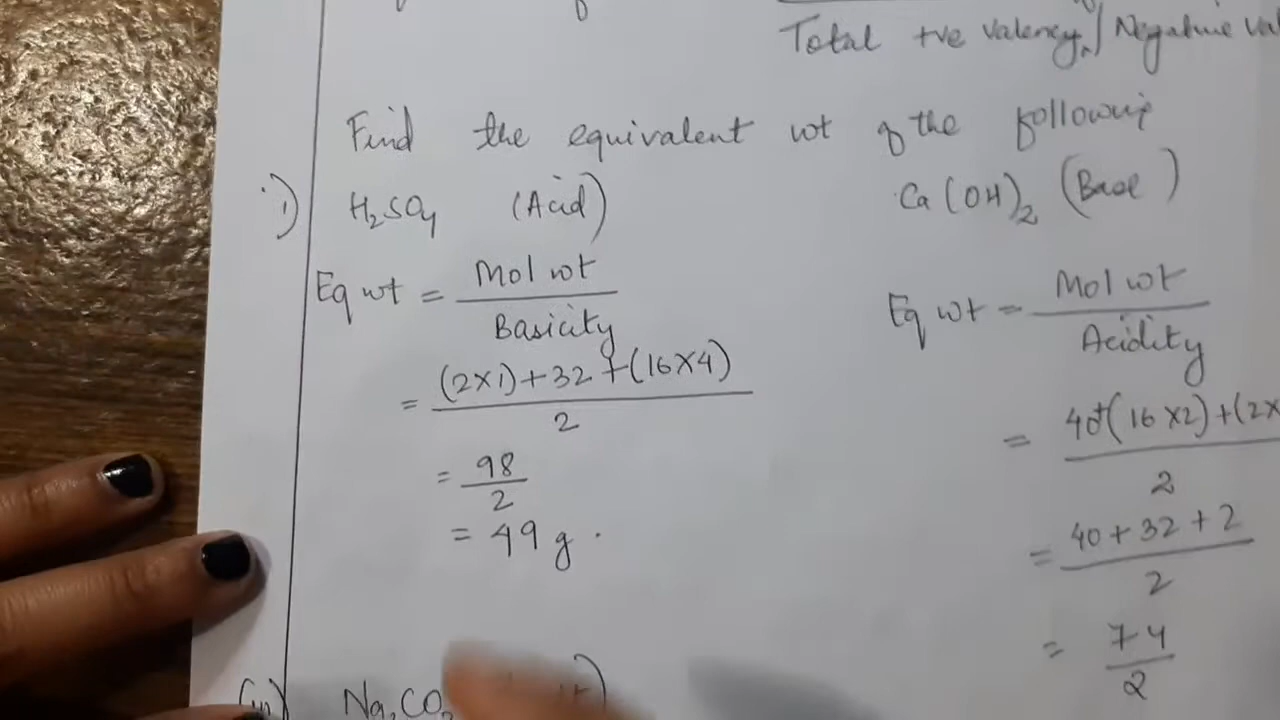 Total +ve valency / Negative
Find the equivalent wt of the following
i) H₂SO₄ (Acid)
Eq wt = Mol wt
Basicity
= (2×1)+32+(16×4)
2
= 98
2
= 49 g.
Ca(OH)₂ (Base)
Eq wt = Mol wt
Acidity
= 40+(16×2)+(2×
2
= 40+32+2
2
= 74
2
Na₂CO₃